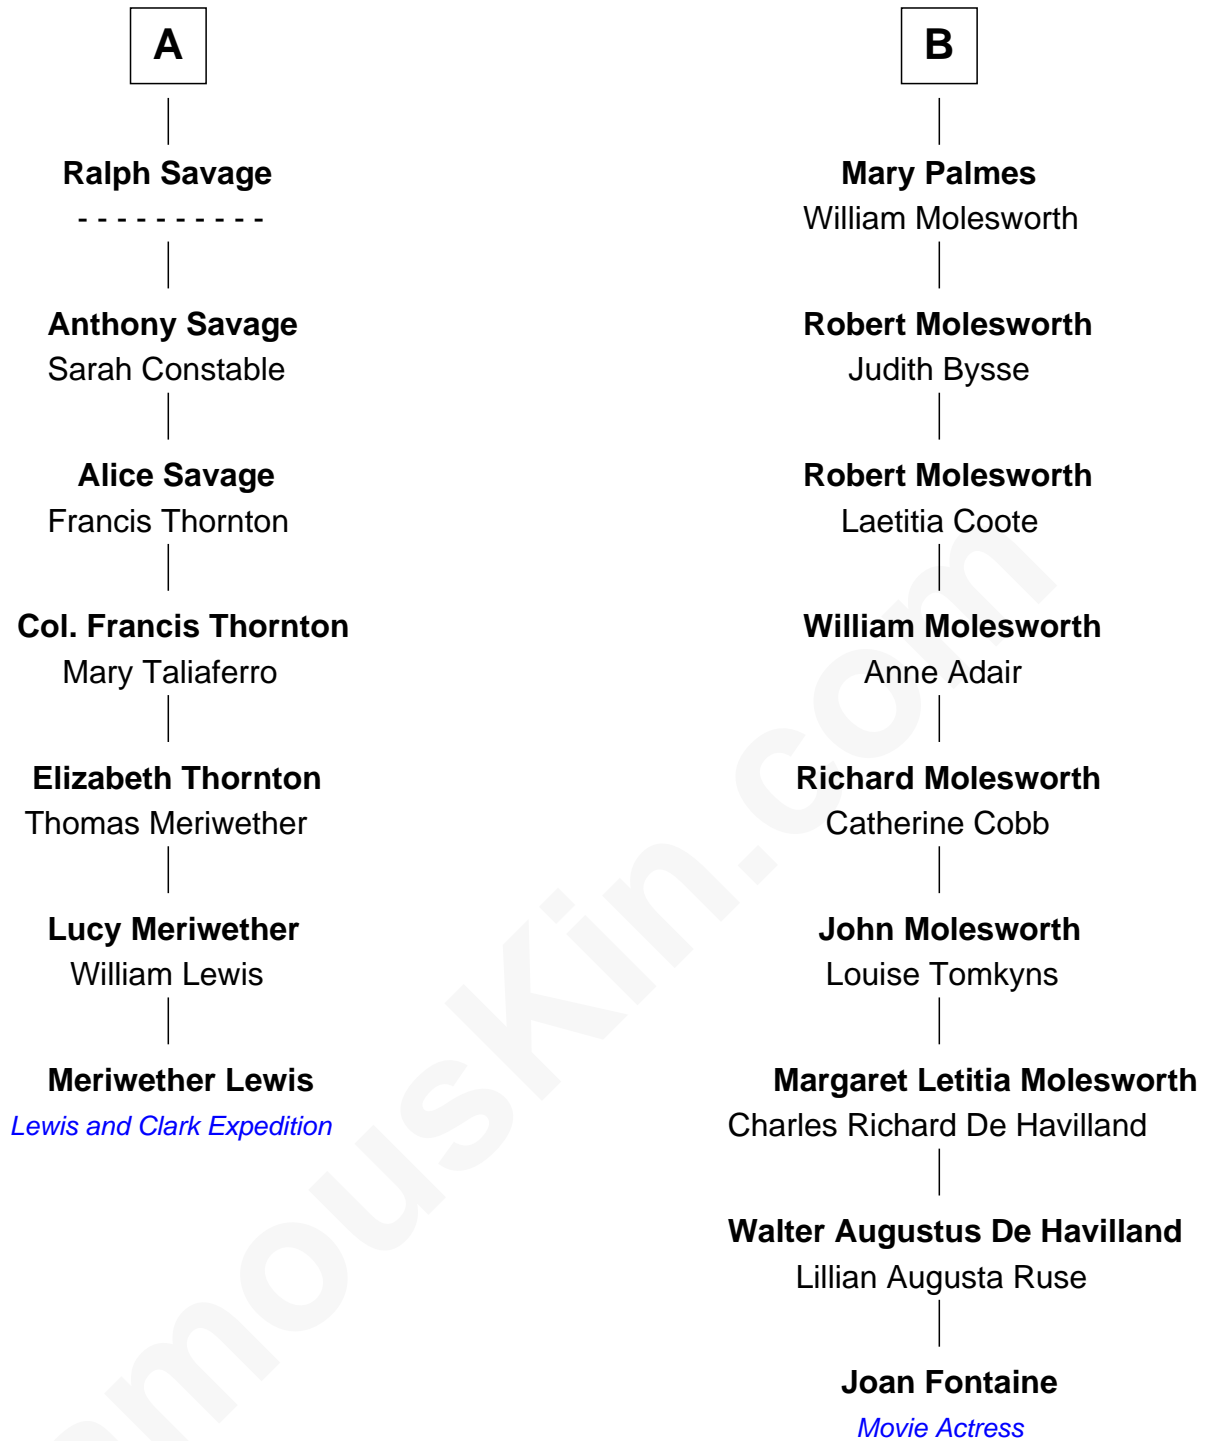 A
Ralph Savage
- - - - - - - - - -
Anthony Savage
Sarah Constable
Alice Savage
Francis Thornton
Col. Francis Thornton
Mary Taliaferro
Elizabeth Thornton
Thomas Meriwether
Lucy Meriwether
William Lewis
Meriwether Lewis
Lewis and Clark Expedition
B
Mary Palmes
William Molesworth
Robert Molesworth
Judith Bysse
Robert Molesworth
Laetitia Coote
William Molesworth
Anne Adair
Richard Molesworth
Catherine Cobb
John Molesworth
Louise Tomkyns
Margaret Letitia Molesworth
Charles Richard De Havilland
Walter Augustus De Havilland
Lillian Augusta Ruse
Joan Fontaine
Movie Actress
mousKin.com